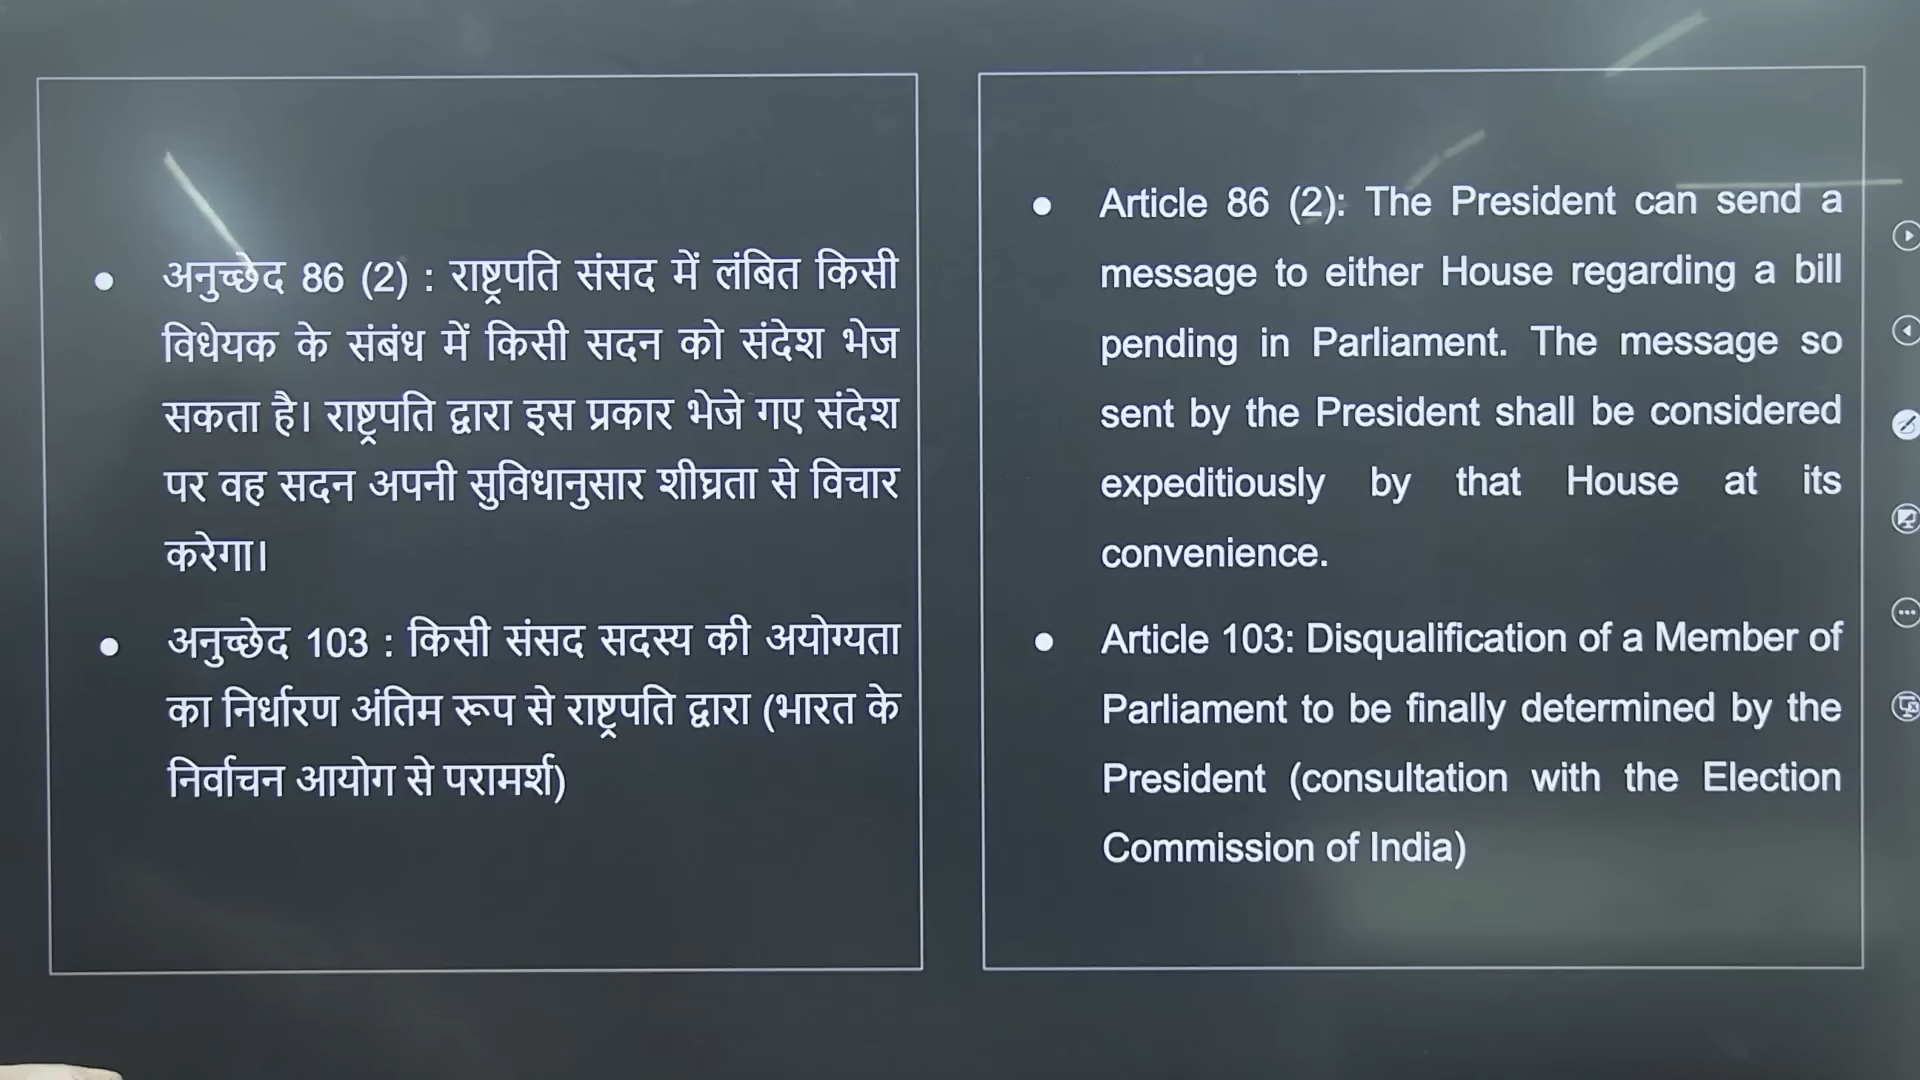 • अनुच्छेद 86 (2) : राष्ट्रपति संसद में लंबित किसी
विधेयक के संबंध में किसी सदन को संदेश भेज
सकता है। राष्ट्रपति द्वारा इस प्रकार भेजे गए संदेश
पर वह सदन अपनी सुविधानुसार शीघ्रता से विचार
करेगा।
• अनुच्छेद 103 : किसी संसद सदस्य की अयोग्यता
का निर्धारण अंतिम रूप से राष्ट्रपति द्वारा (भारत के
निर्वाचन आयोग से परामर्श)
• Article 86 (2): The President can send a
message to either House regarding a bill
pending in Parliament. The message so
sent by the President shall be considered
expeditiously by that House at its
convenience.
• Article 103: Disqualification of a Member of
Parliament to be finally determined by the
President (consultation with the Election
Commission of India)